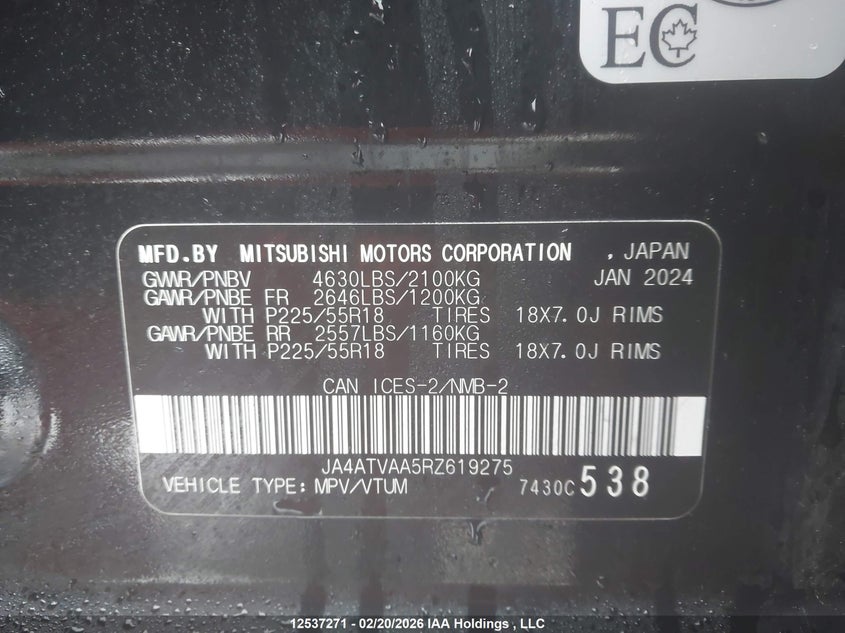 EC
MFD.BY MITSUBISHI MOTORS CORPORATION , JAPAN
GWWR/PNBV 4630LBS/2100KG JAN 2024
GAWR/PNBE FR 2646LBS/1200KG
WITH P225/55R18 TIRES 18X7.0J RIMS
GAWR/PNBE RR 2557LBS/1160KG
WITH P225/55R18 TIRES 18X7.0J RIMS
CAN ICES-2/NMB-2
JA4ATVAA5RZ619275
VEHICLE TYPE: MPV/VTUM 7430C 538
12537271 - 02/20/2026 IAA Holdings , LLC